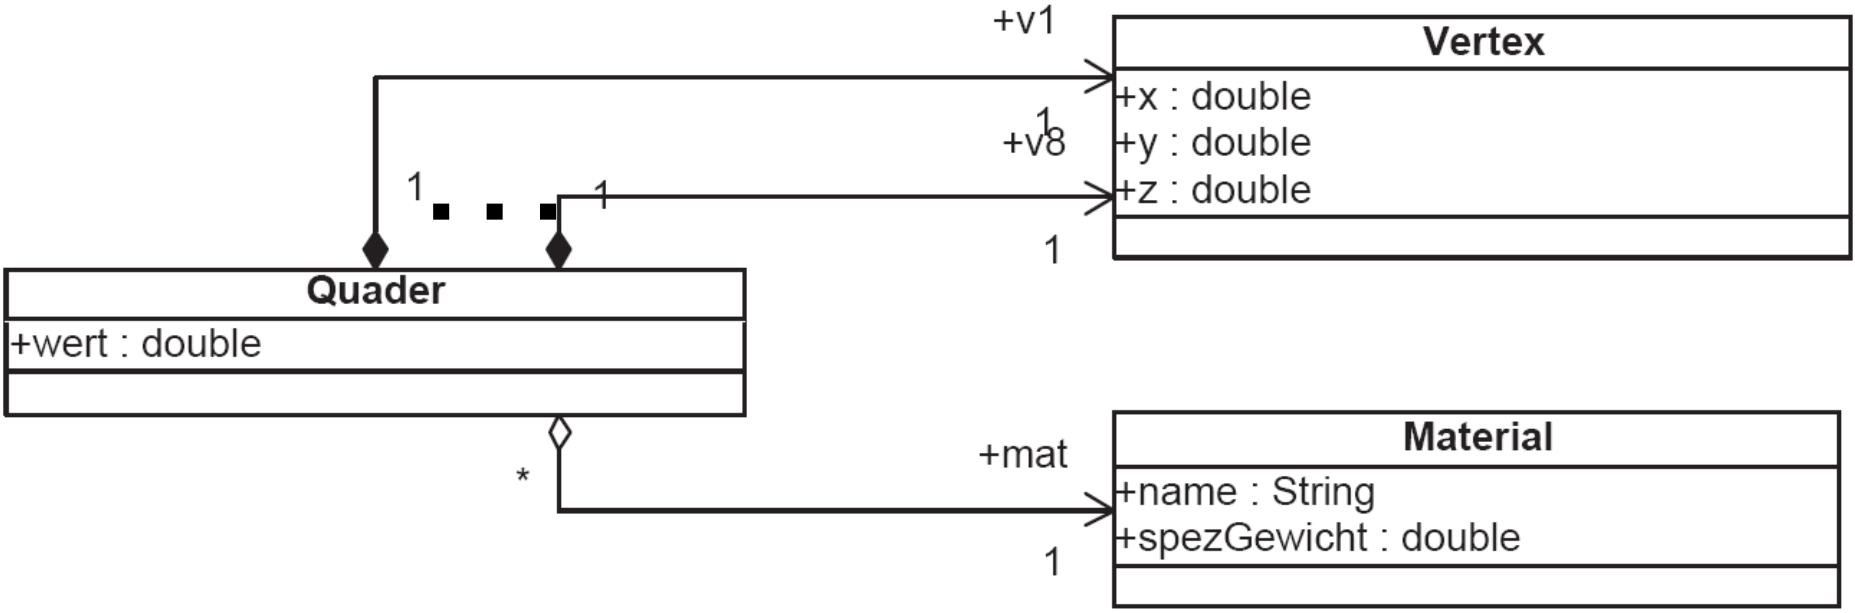 +v1
Vertex
+x : double
1
+v8
+y : double
1
1
+z : double
1
Quader
+wert : double
+mat
Material
*
+name : String
+spezGewicht : double
1